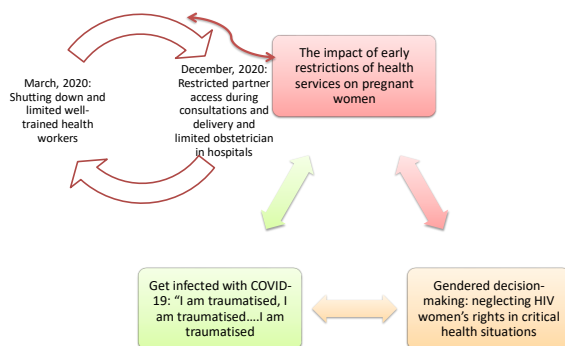 March, 2020:
Shutting down and
limited well-
trained health
workers
December, 2020:
Restricted partner
access during
consultations and
delivery and
limited obstetrician
in hospitals
The impact of early
restrictions of health
services on pregnant
women
Get infected with COVID-
19: “I am traumatised, I
am traumatised….I am
traumatised
Gendered decision-
making: neglecting HIV
women’s rights in critical
health situations